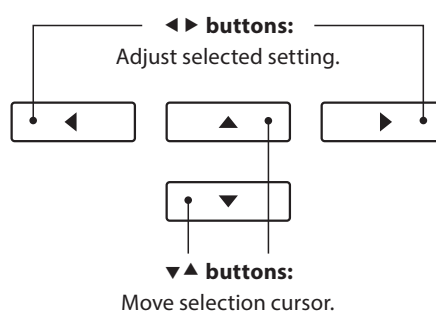 ◀ ▶ buttons:
Adjust selected setting.
◀
▲
▶
▼
▼▲ buttons:
Move selection cursor.